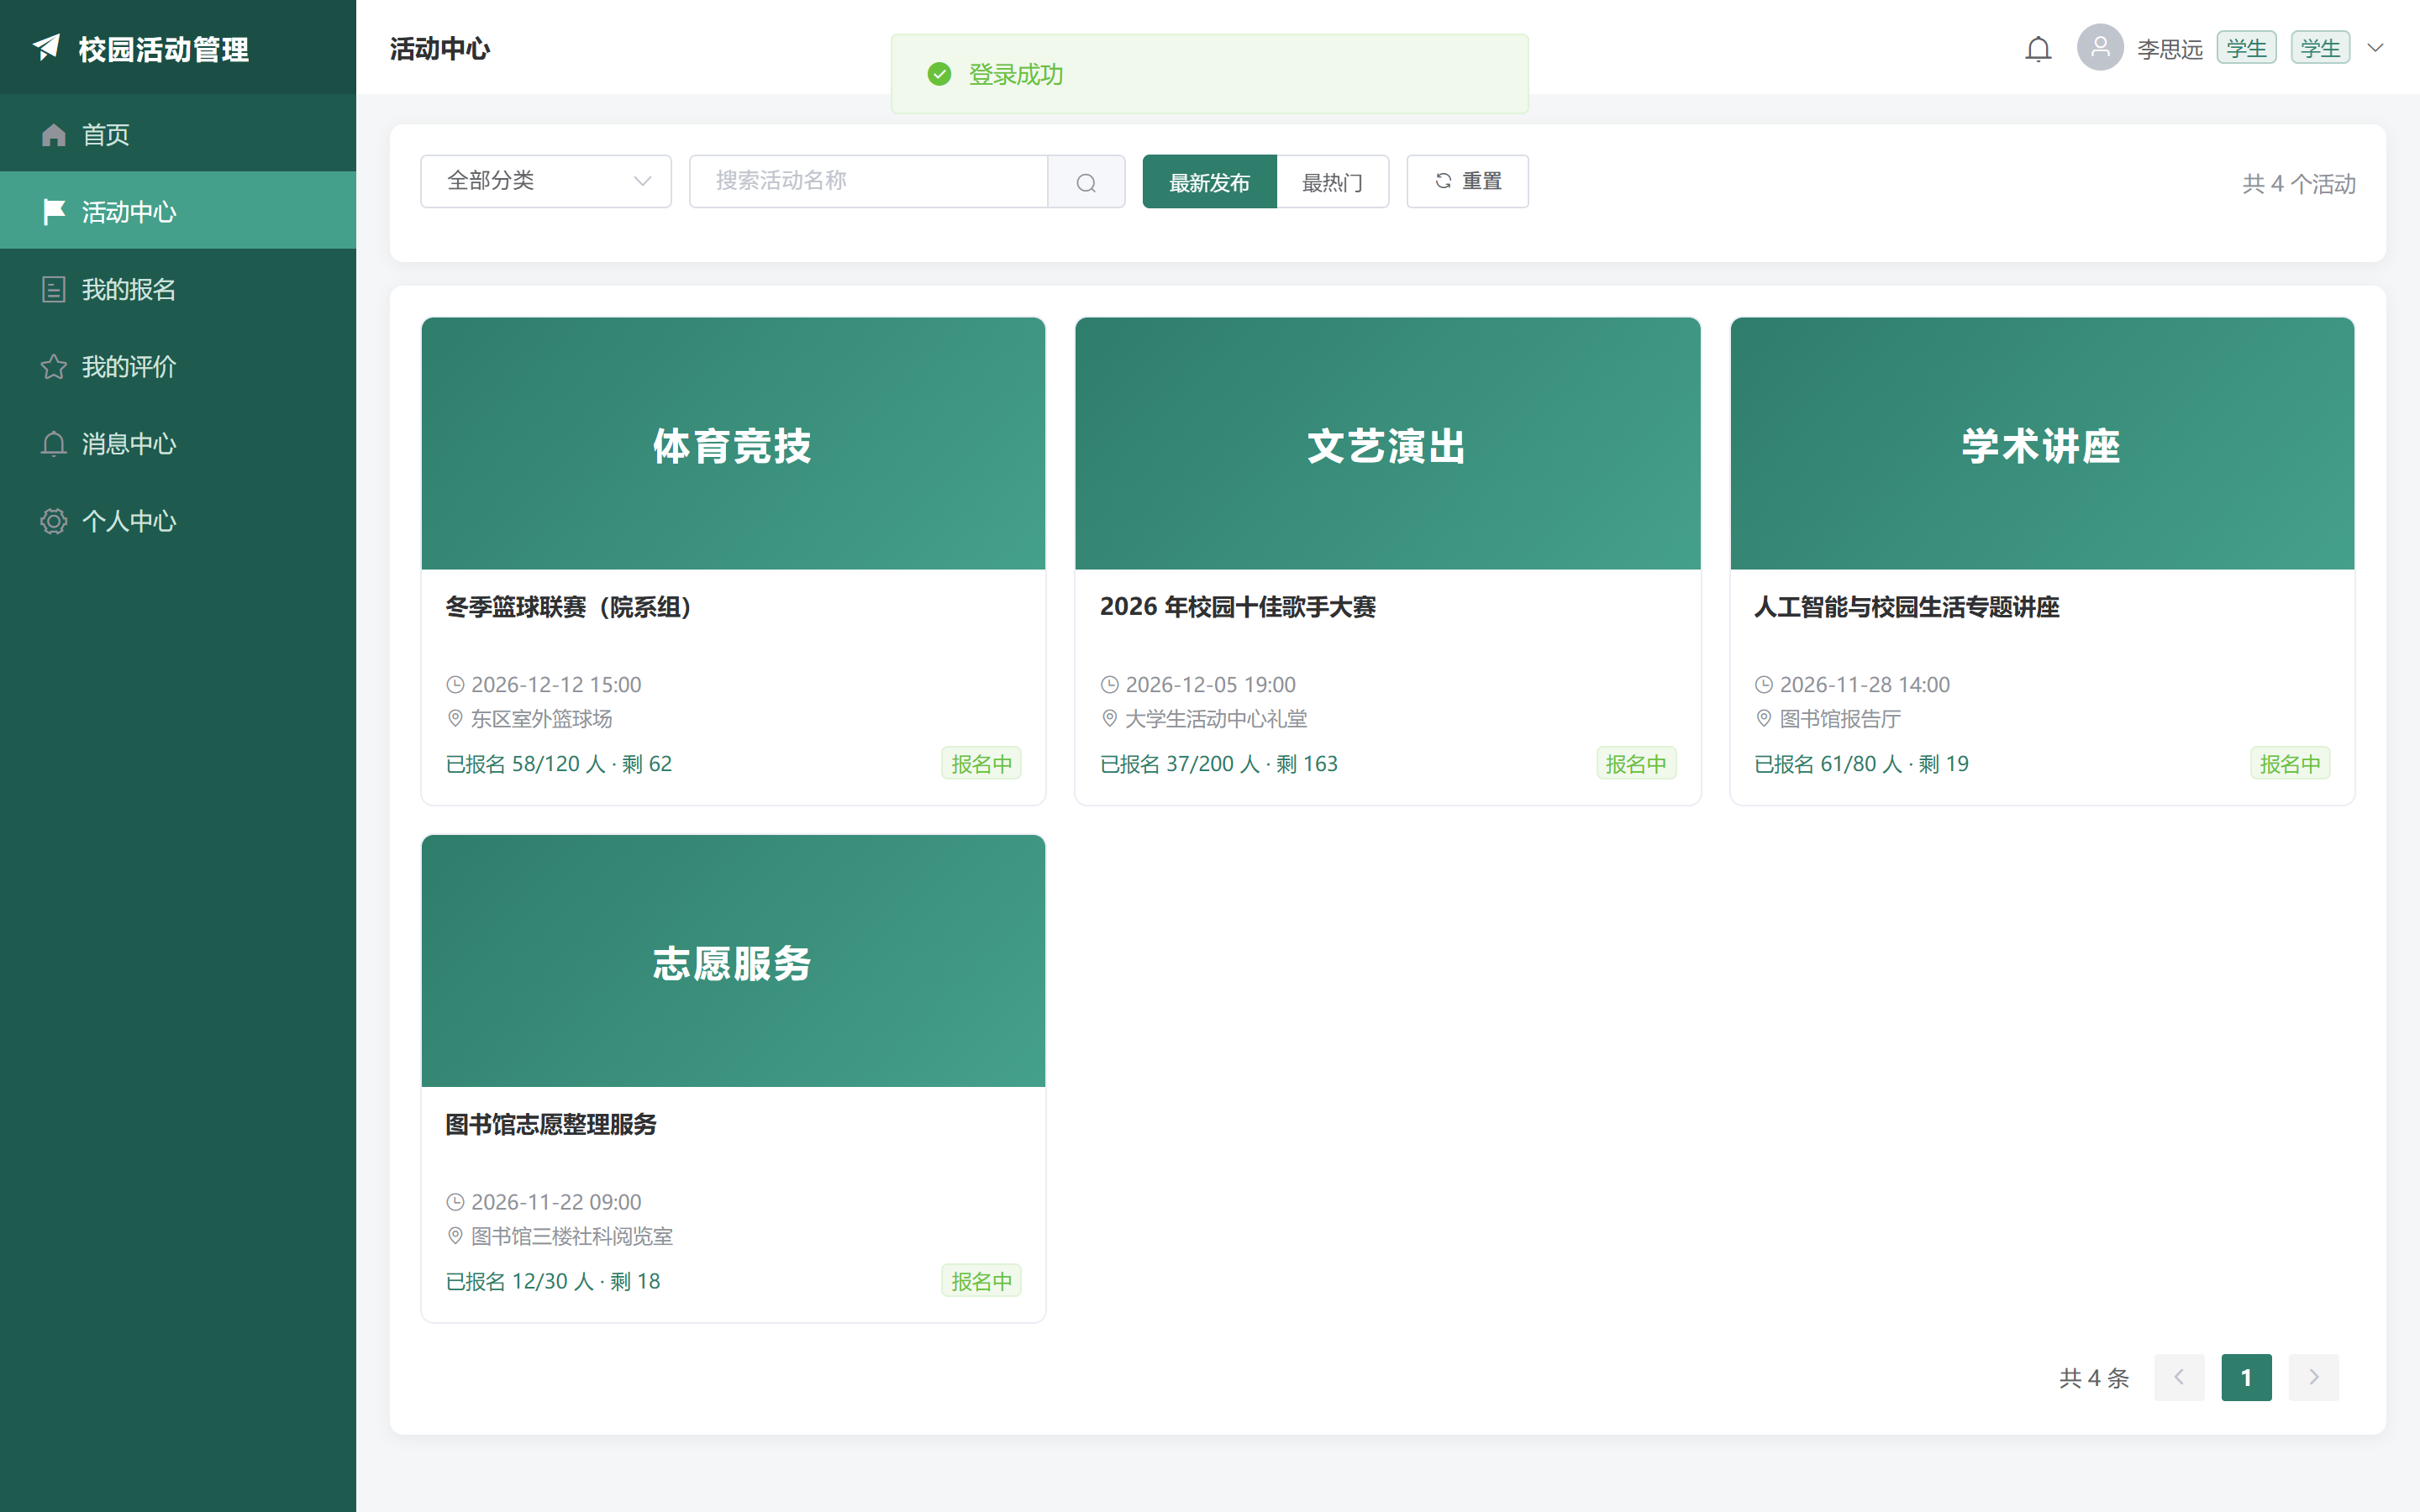 校园活动管理
首页
活动中心
我的报名
我的评价
消息中心
个人中心
活动中心
登录成功
李思远 学生 学生
全部分类 搜索活动名称 最新发布 最热门 重置 共 4 个活动
体育竞技
冬季篮球联赛（院系组）
2026-12-12 15:00
东区室外篮球场
已报名 58/120 人 · 剩 62 报名中
文艺演出
2026 年校园十佳歌手大赛
2026-12-05 19:00
大学生活动中心礼堂
已报名 37/200 人 · 剩 163 报名中
学术讲座
人工智能与校园生活专题讲座
2026-11-28 14:00
图书馆报告厅
已报名 61/80 人 · 剩 19 报名中
志愿服务
图书馆志愿整理服务
2026-11-22 09:00
图书馆三楼社科阅览室
已报名 12/30 人 · 剩 18 报名中
共 4 条 1